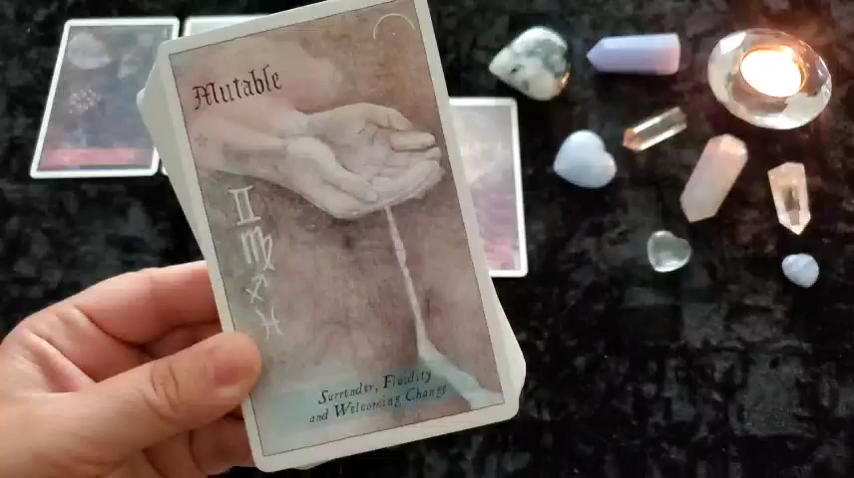 Mutable
♊
♍
♐
♓
Surrender, Fluidity
and Welcoming Change